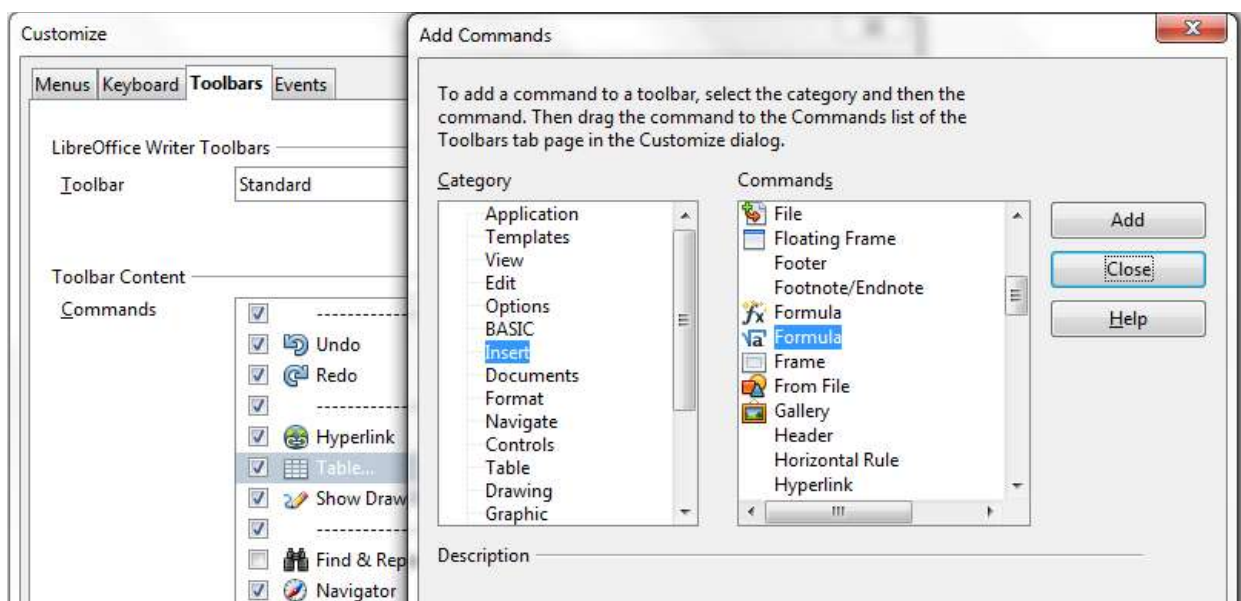 Customize
Menus Keyboard Toolbars Events
LibreOffice Writer Toolbars
Toolbar Standard
Toolbar Content
Commands
------------
Undo
Redo
------------
Hyperlink
Table...
Show Draw
------------
Find & Rep
Navigator
Add Commands
To add a command to a toolbar, select the category and then the
command. Then drag the command to the Commands list of the
Toolbars tab page in the Customize dialog.
Category
Application
Templates
View
Edit
Options
BASIC
Insert
Documents
Format
Navigate
Controls
Table
Drawing
Graphic
Commands
File
Floating Frame
Footer
Footnote/Endnote
Formula
Formula
Frame
From File
Gallery
Header
Horizontal Rule
Hyperlink
Add
Close
Help
Description